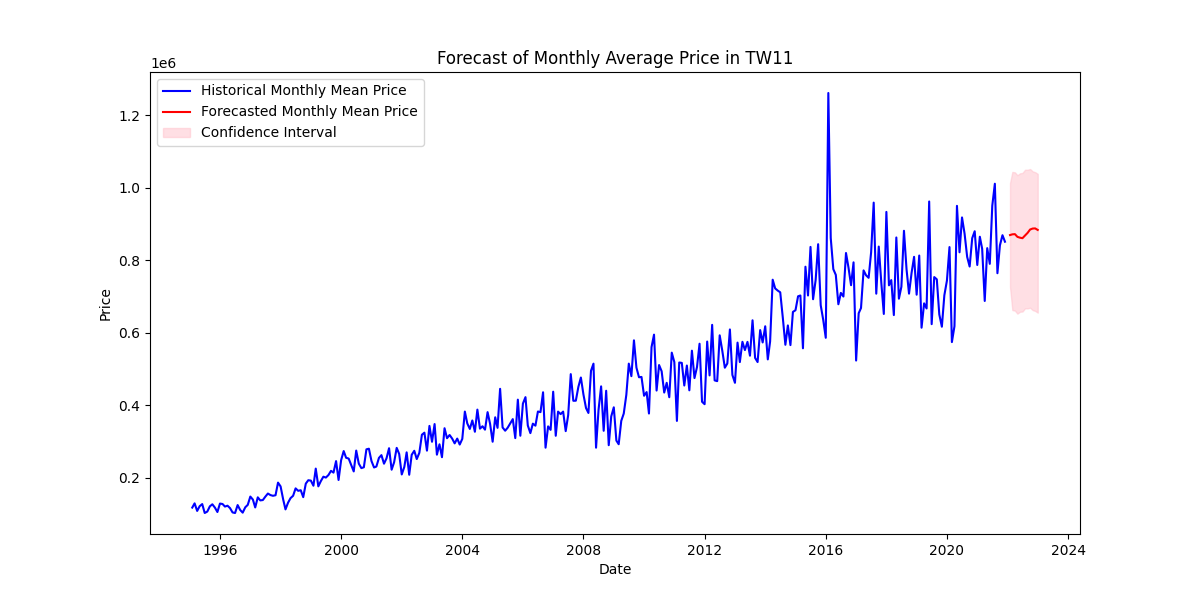 Forecast of Monthly Average Price in TW11
1e6
Historical Monthly Mean Price
Forecasted Monthly Mean Price
Confidence Interval
1.2
1.0
0.8
0.6
0.4
0.2
Price
1996 2000 2004 2008 2012 2016 2020 2024
Date